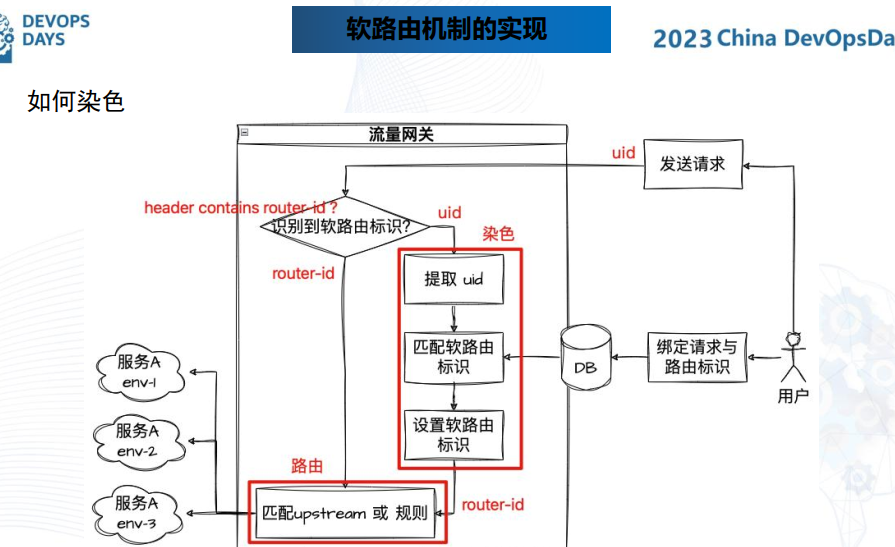 DEVOPS
DAYS
软路由机制的实现
2023 China DevOpsDa
如何染色
流量网关
uid
发送请求
header contains router-id？
识别到软路由标识?
uid
染色
router-id
提取 uid
匹配软路由
标识
DB
绑定请求与
路由标识
用户
服务A
env-1
服务A
env-2
设置软路由
标识
路由
服务A
env-3
匹配upstream 或 规则
router-id